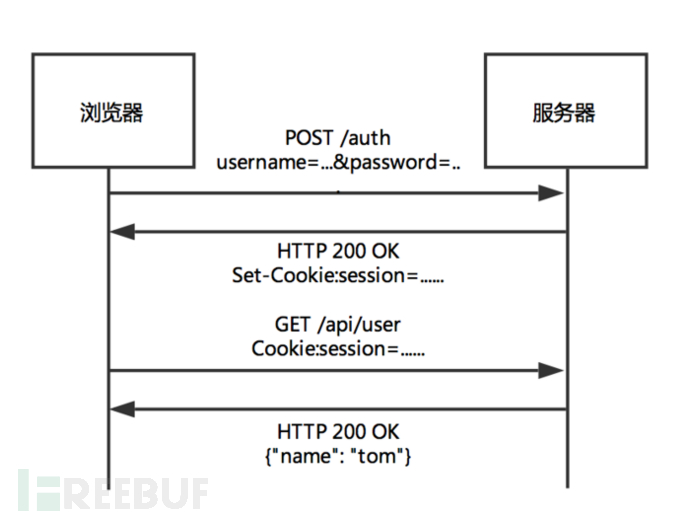 浏览器
服务器
POST /auth
username=...&password=..
HTTP 200 OK
Set-Cookie:session=......
GET /api/user
Cookie:session=......
HTTP 200 OK
{"name": "tom"}
FREEBUF